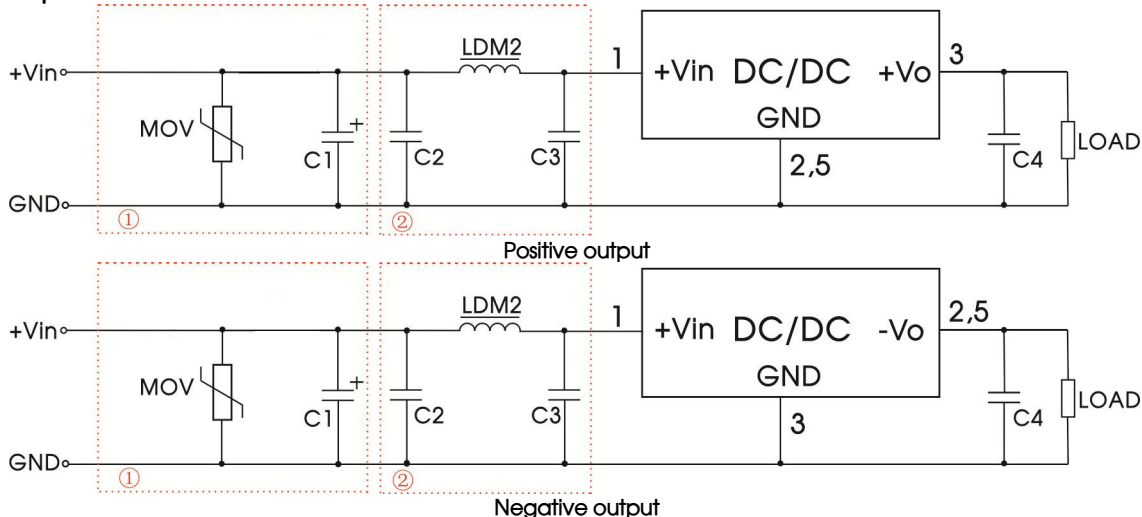 LDM2
1
+Vin DC/DC +Vo
3
+Vin
GND
MOV
+
C1
C2
C3
2,5
C4
LOAD
GND
①
②
Positive output
LDM2
1
+Vin DC/DC -Vo
2,5
+Vin
GND
MOV
+
C1
C2
C3
3
C4
LOAD
GND
①
②
Negative output